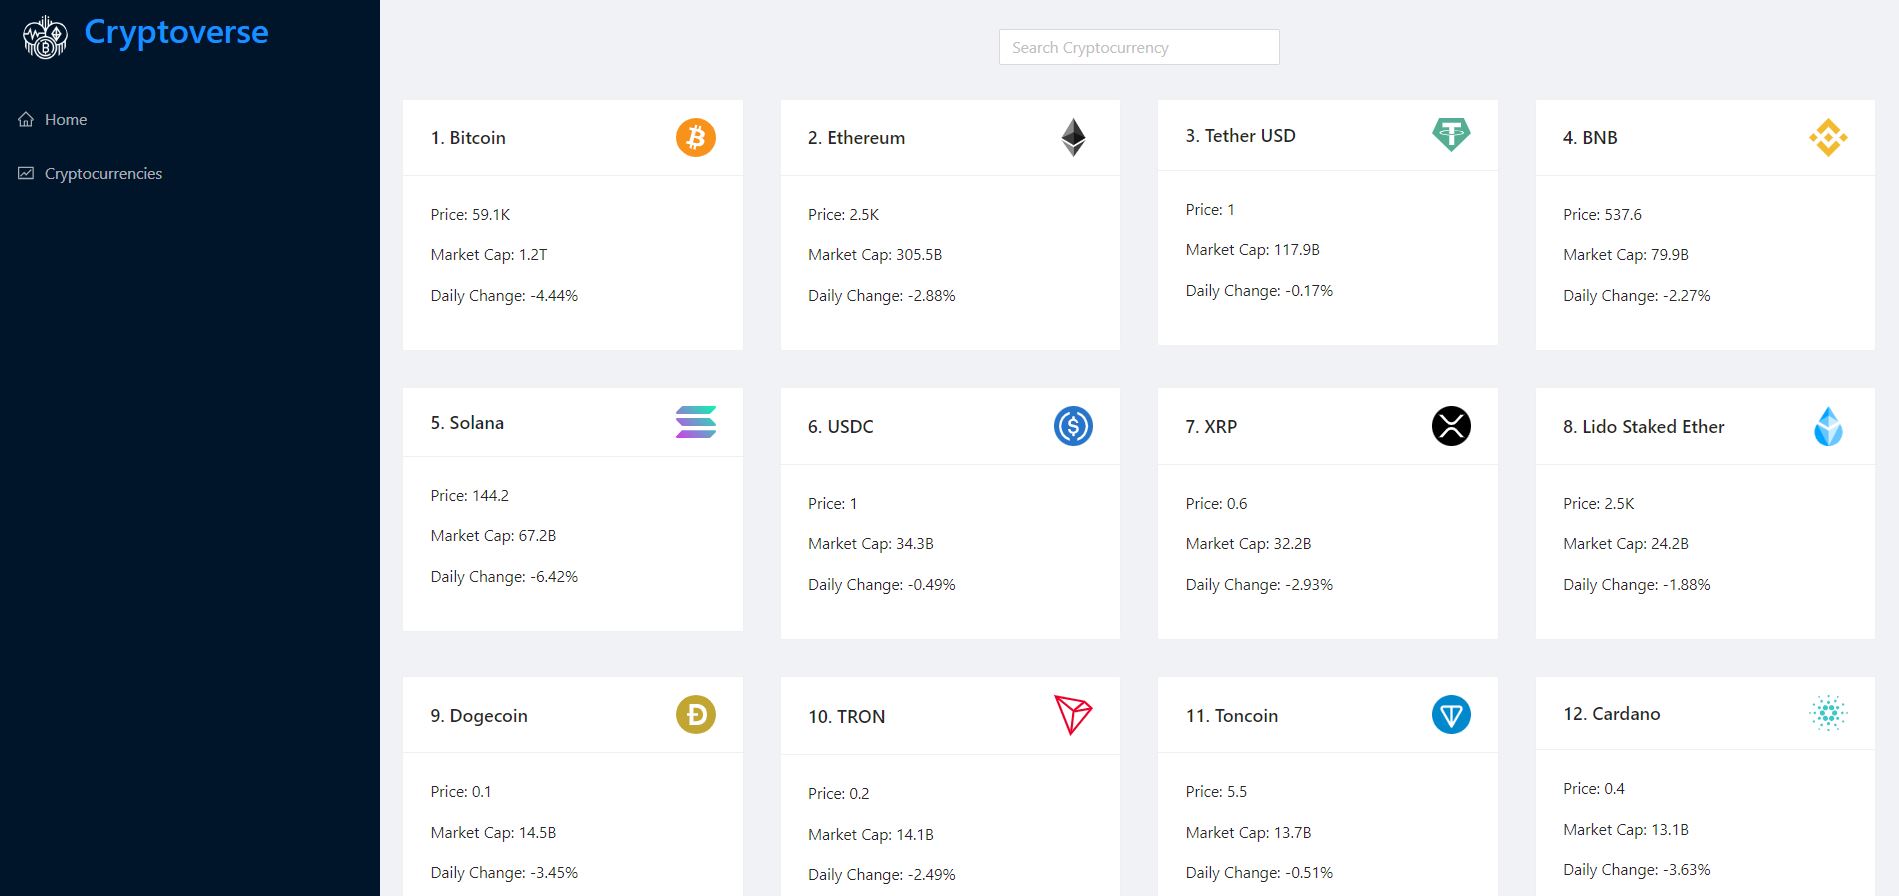 Cryptoverse
Home
Cryptocurrencies
Search Cryptocurrency
1. Bitcoin
Price: 59.1K
Market Cap: 1.2T
Daily Change: -4.44%
2. Ethereum
Price: 2.5K
Market Cap: 305.5B
Daily Change: -2.88%
3. Tether USD
Price: 1
Market Cap: 117.9B
Daily Change: -0.17%
4. BNB
Price: 537.6
Market Cap: 79.9B
Daily Change: -2.27%
5. Solana
Price: 144.2
Market Cap: 67.2B
Daily Change: -6.42%
6. USDC
Price: 1
Market Cap: 34.3B
Daily Change: -0.49%
7. XRP
Price: 0.6
Market Cap: 32.2B
Daily Change: -2.93%
8. Lido Staked Ether
Price: 2.5K
Market Cap: 24.2B
Daily Change: -1.88%
9. Dogecoin
Price: 0.1
Market Cap: 14.5B
Daily Change: -3.45%
10. TRON
Price: 0.2
Market Cap: 14.1B
Daily Change: -2.49%
11. Toncoin
Price: 5.5
Market Cap: 13.7B
Daily Change: -0.51%
12. Cardano
Price: 0.4
Market Cap: 13.1B
Daily Change: -3.63%